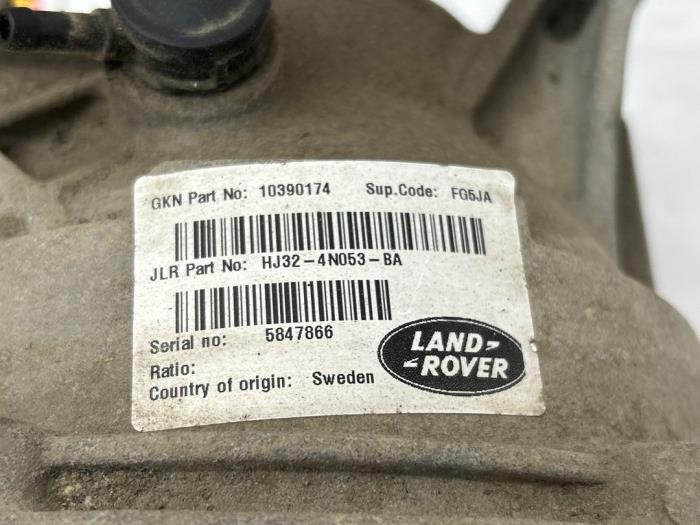 GKN Part No: 10390174 Sup.Code: FG5JA
JLR Part No: HJ32-4N053-BA
Serial no: 5847866
Ratio:
Country of origin: Sweden
LAND-
-ROVER